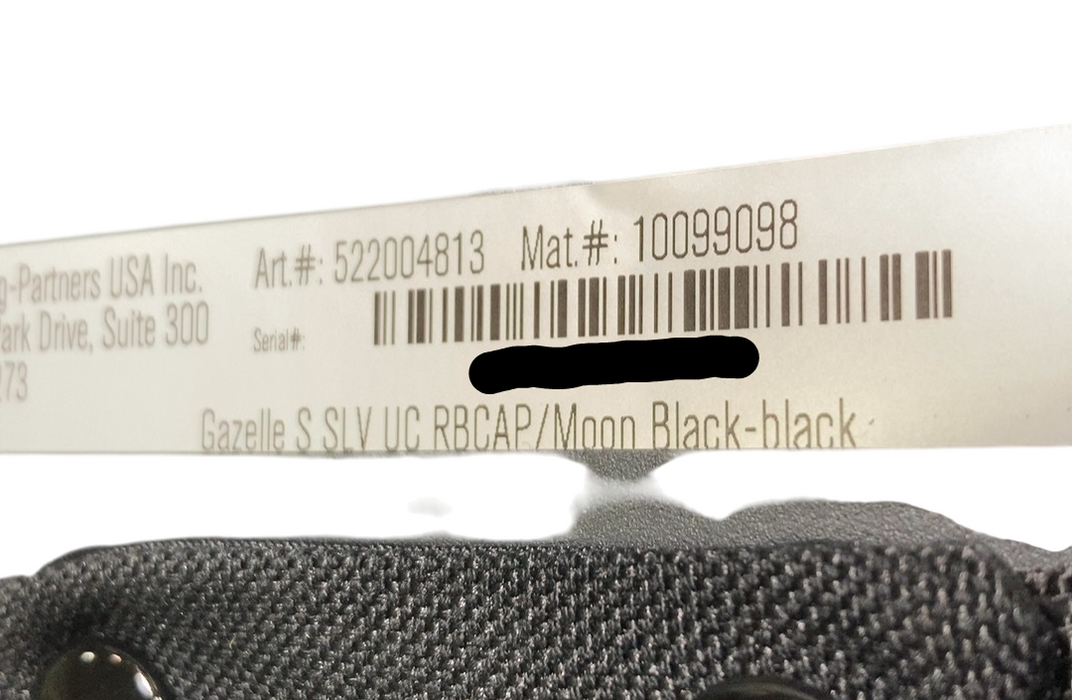 g-Partners USA Inc.
ark Drive, Suite 300
273
Art.#: 522004813 Mat.#: 10099098
Serial#:
Gazelle S SLV UC RBCAP/Moon Black-black